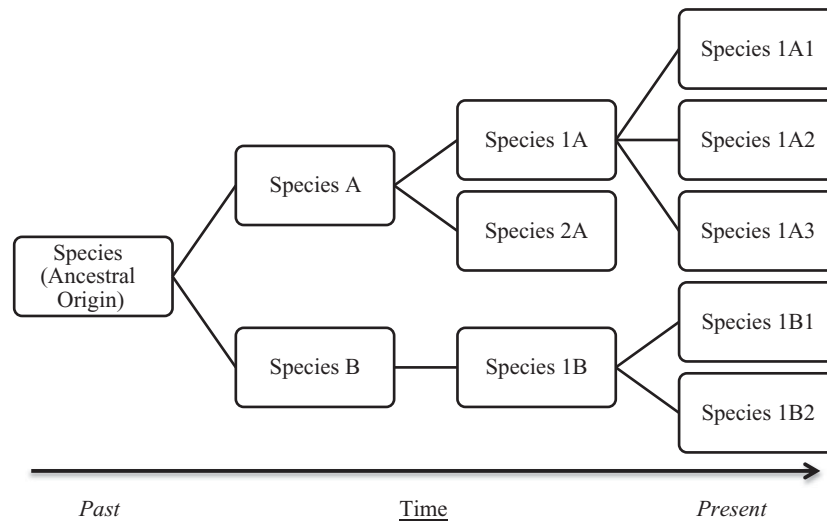 Species 1A1
Species 1A
Species 1A2
Species A
Species 2A
Species 1A3
Species
(Ancestral
Origin)
Species 1B1
Species B
Species 1B
Species 1B2
Past Time Present